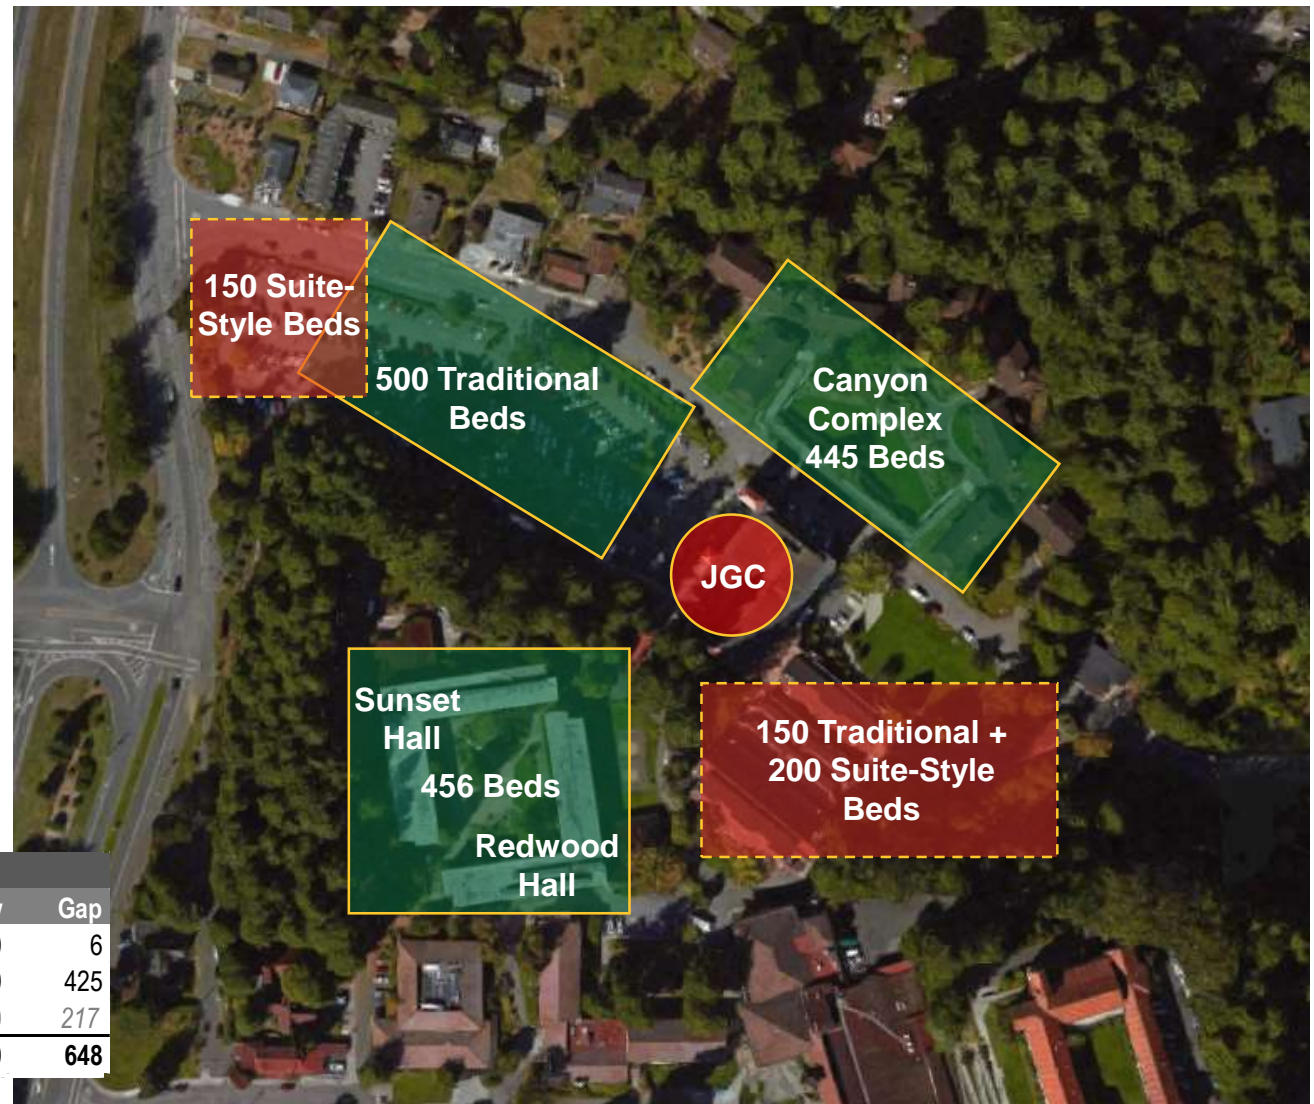 150 Suite-
Style Beds
500 Traditional
Beds
Canyon
Complex
445 Beds
JGC
Sunset
Hall
456 Beds
Redwood
Hall
150 Traditional +
200 Suite-Style
Beds
Gap
6
425
217
648